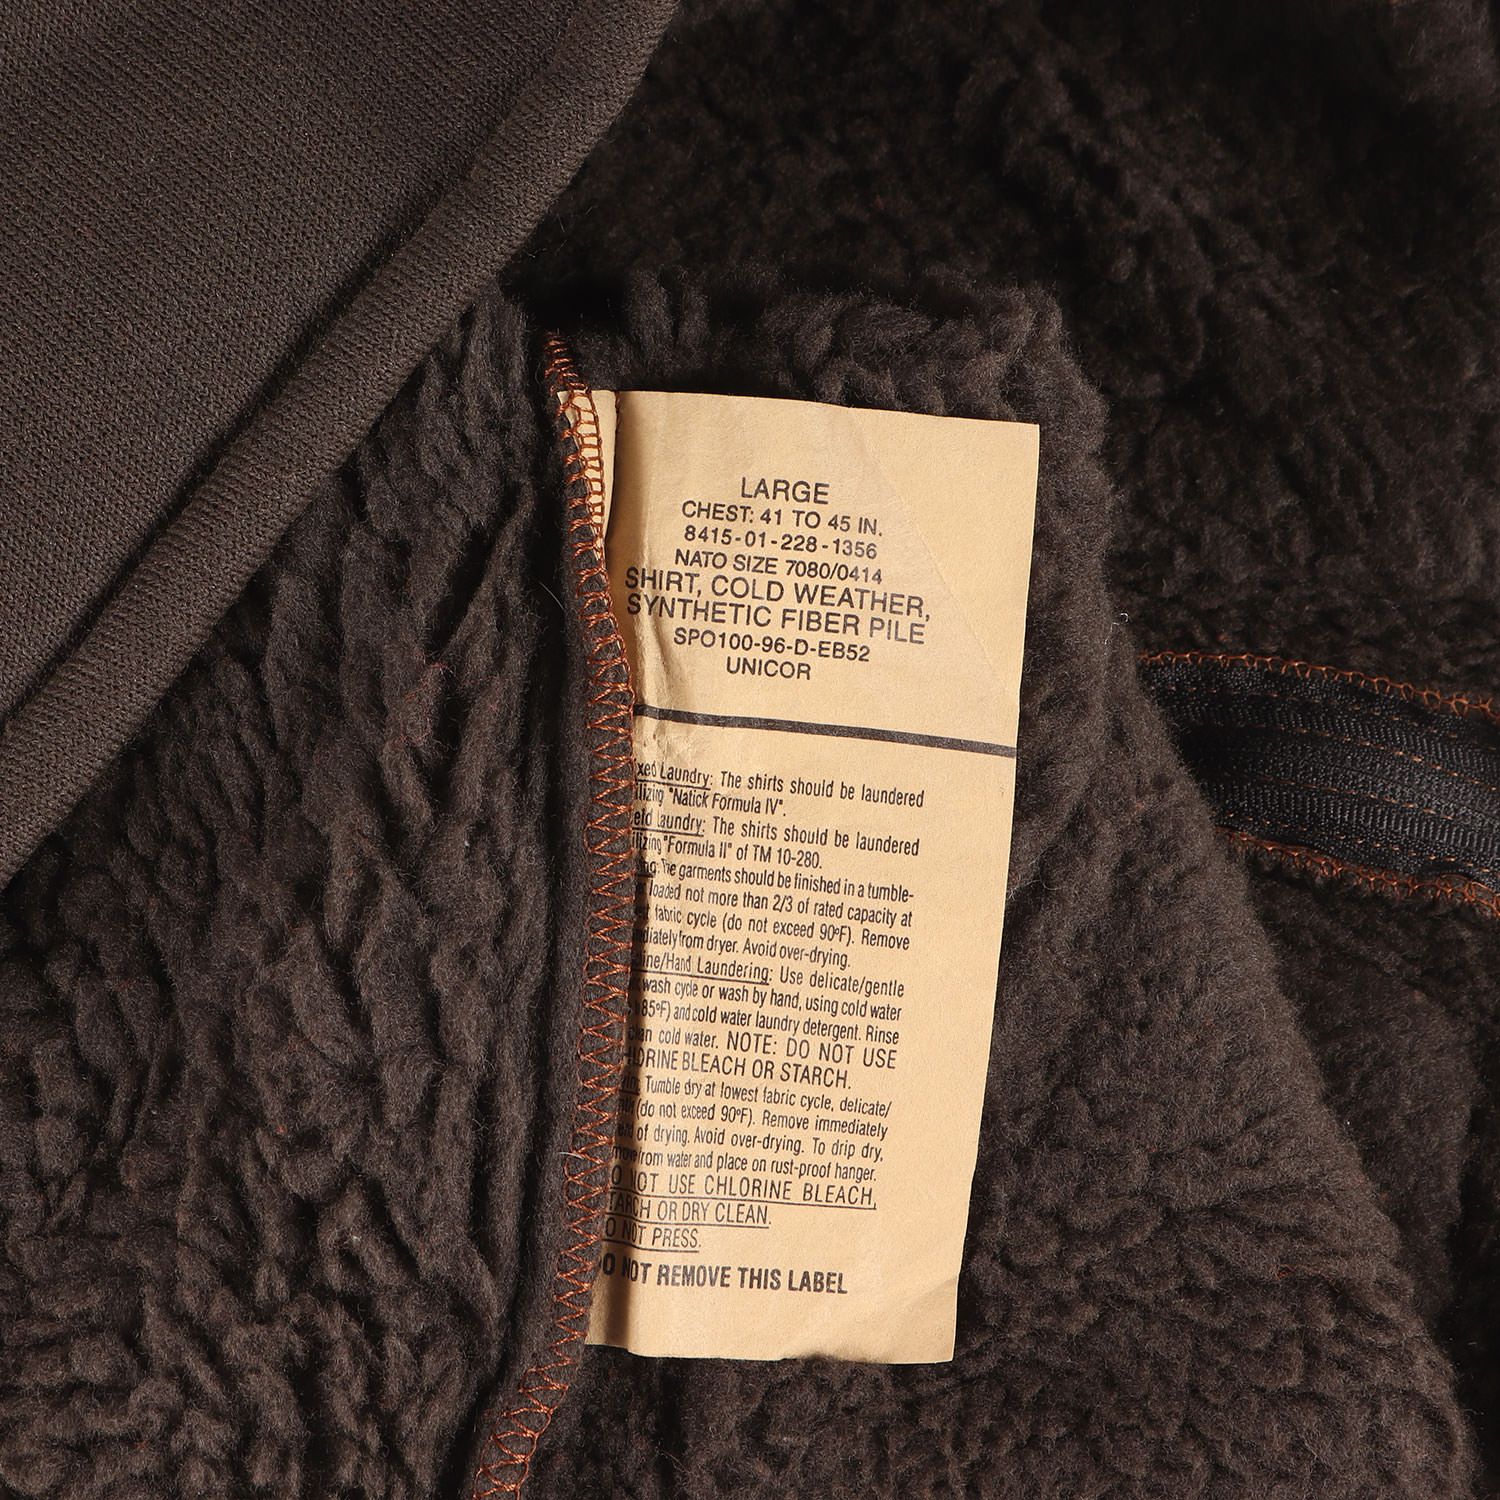 LARGE
CHEST: 41 TO 45 IN.
8415-01-228-1356
NATO SIZE 7080/0414
SHIRT, COLD WEATHER,
SYNTHETIC FIBER PILE
SPO100-96-D-EB52
UNICOR
Laundry: The shirts should be laundered
"Natick Formula IV".
Laundry: The shirts should be laundered
"Formula II" of TM 10-280.
The garments should be finished in a tumble-
loaded not more than 2/3 of rated capacity at
fabric cycle (do not exceed 90°F). Remove
from dryer. Avoid over-drying.
/Hand Laundering: Use delicate/gentle
wash cycle or wash by hand, using cold water
85°F) and cold water laundry detergent. Rinse
cold water. NOTE: DO NOT USE
BLEACH OR STARCH.
Tumble dry at lowest fabric cycle, delicate/
(do not exceed 90°F). Remove immediately
of drying. Avoid over-drying. To drip dry,
from water and place on rust-proof hanger.
NOT USE CHLORINE BLEACH,
OR DRY CLEAN.
NOT PRESS.
DO NOT REMOVE THIS LABEL